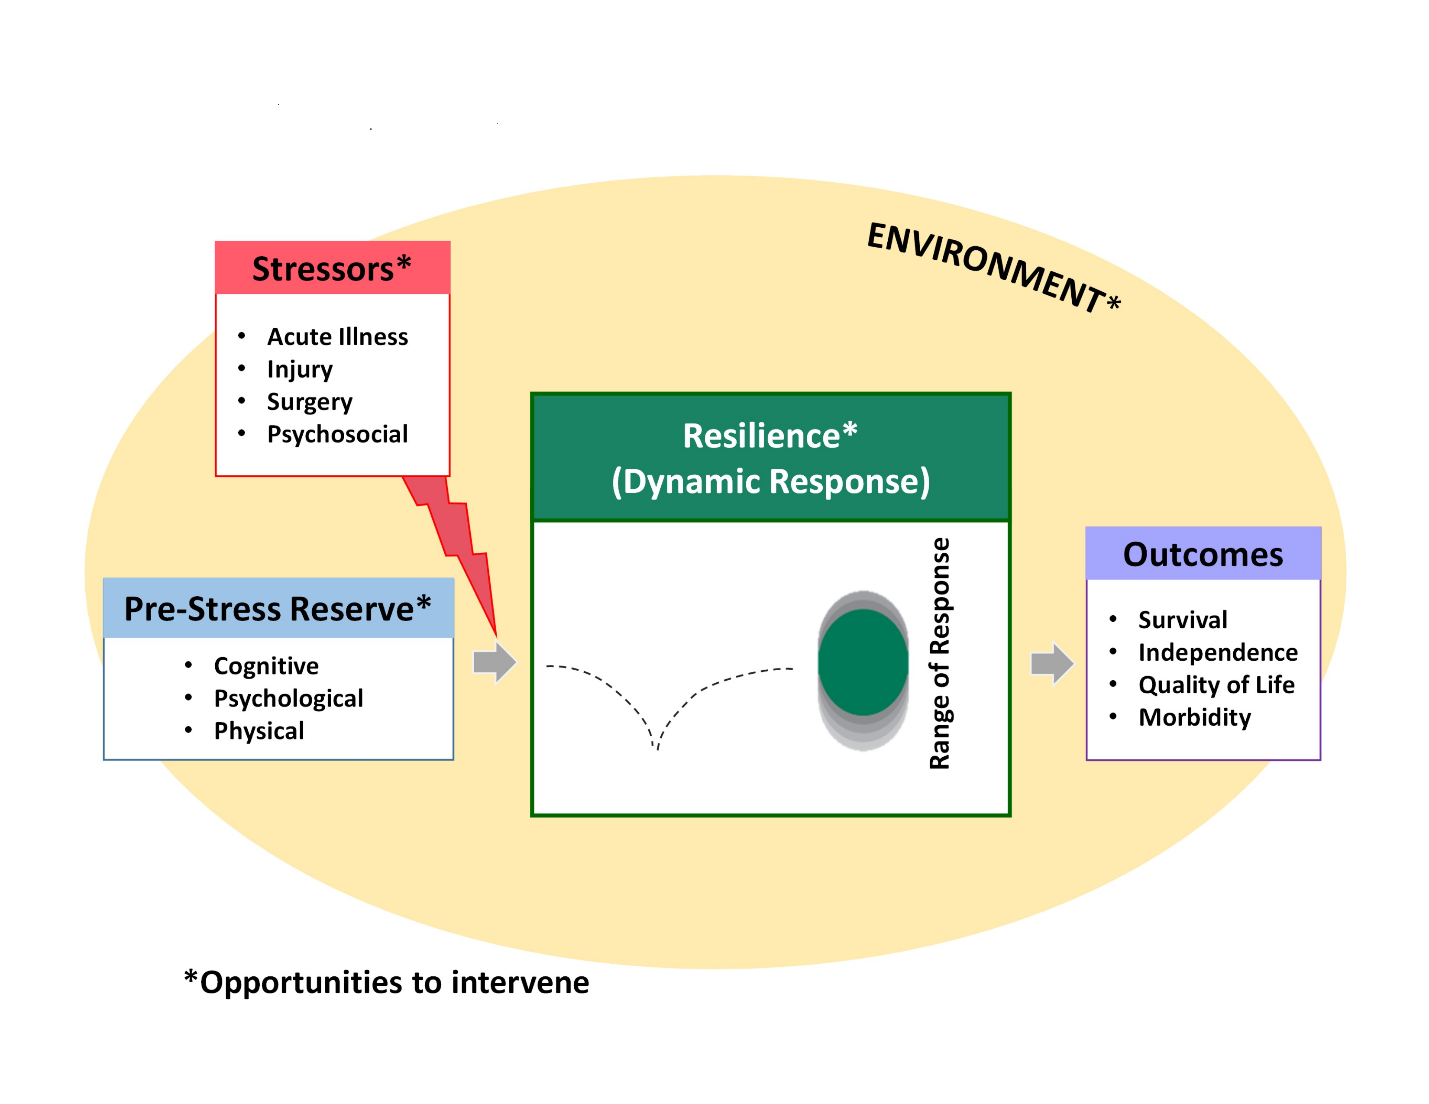 ENVIRONMENT*
Stressors*
• Acute Illness
• Injury
• Surgery
• Psychosocial
Pre-Stress Reserve*
• Cognitive
• Psychological
• Physical
Resilience*
(Dynamic Response)
Range of Response
Outcomes
• Survival
• Independence
• Quality of Life
• Morbidity
*Opportunities to intervene